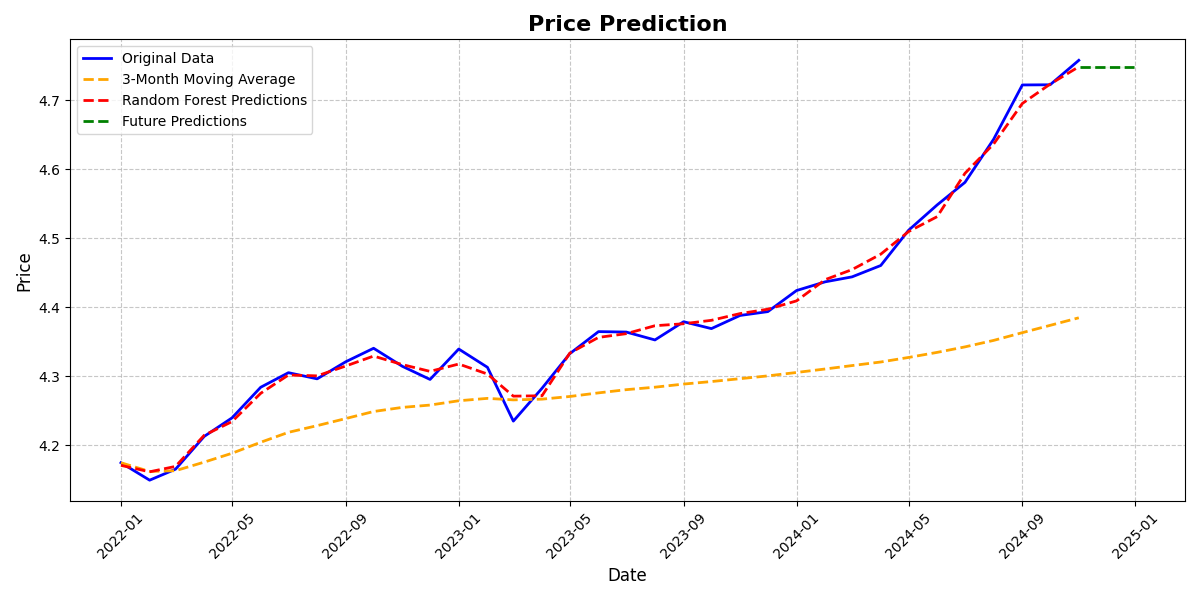 Price Prediction
Original Data
3-Month Moving Average
Random Forest Predictions
Future Predictions
Price
4.7
4.6
4.5
4.4
4.3
4.2
2022-01
2022-05
2022-09
2023-01
2023-05
2023-09
2024-01
2024-05
2024-09
2025-01
Date